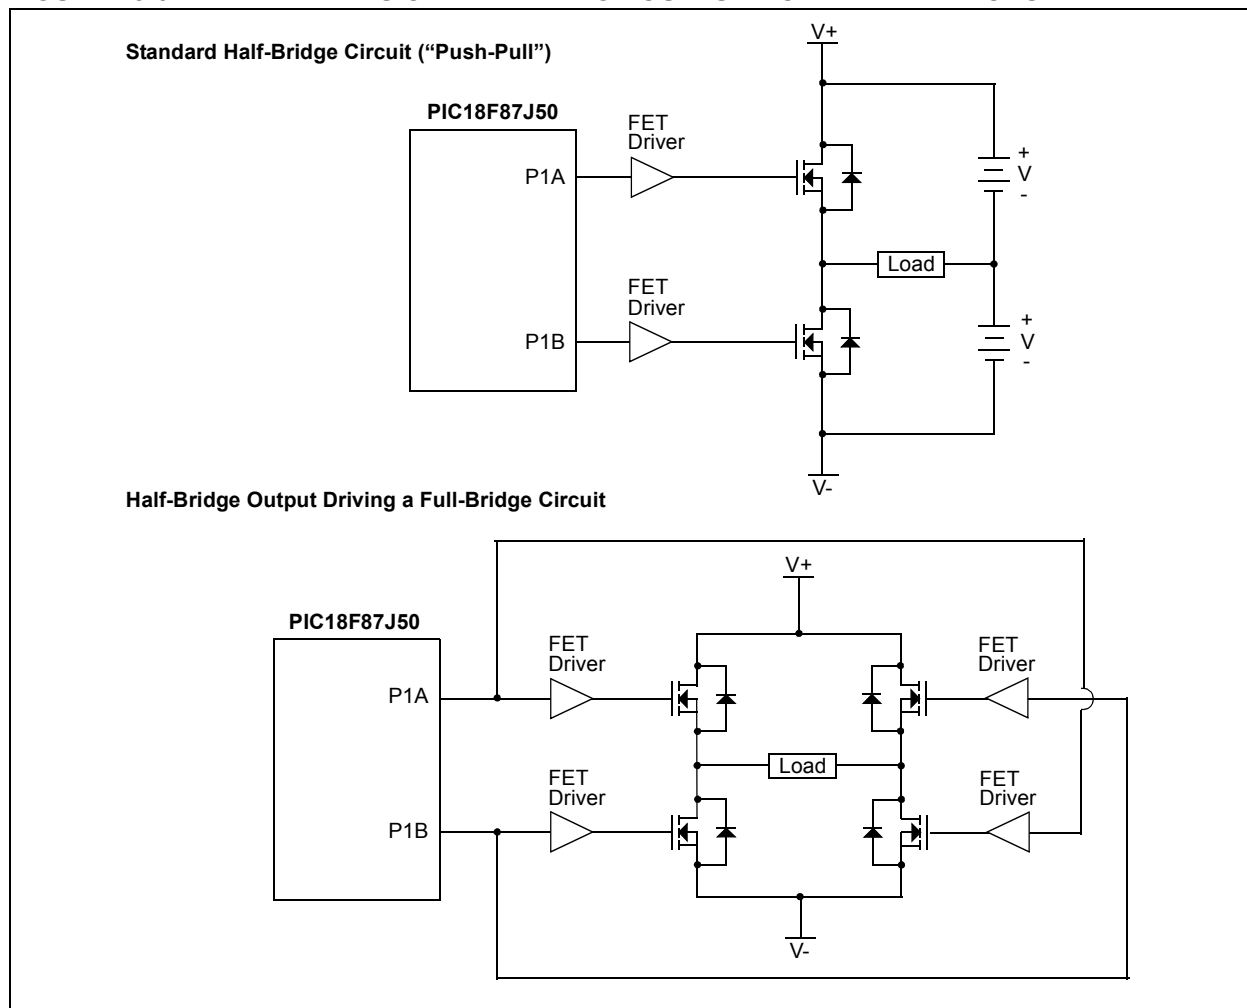 Standard Half-Bridge Circuit (“Push-Pull”)
V+
PIC18F87J50
FET
Driver
P1A
+
V
-
Load
FET
Driver
P1B
+
V
-
V-
Half-Bridge Output Driving a Full-Bridge Circuit
V+
PIC18F87J50
FET
Driver
FET
Driver
P1A
Load
FET
Driver
FET
Driver
P1B
V-